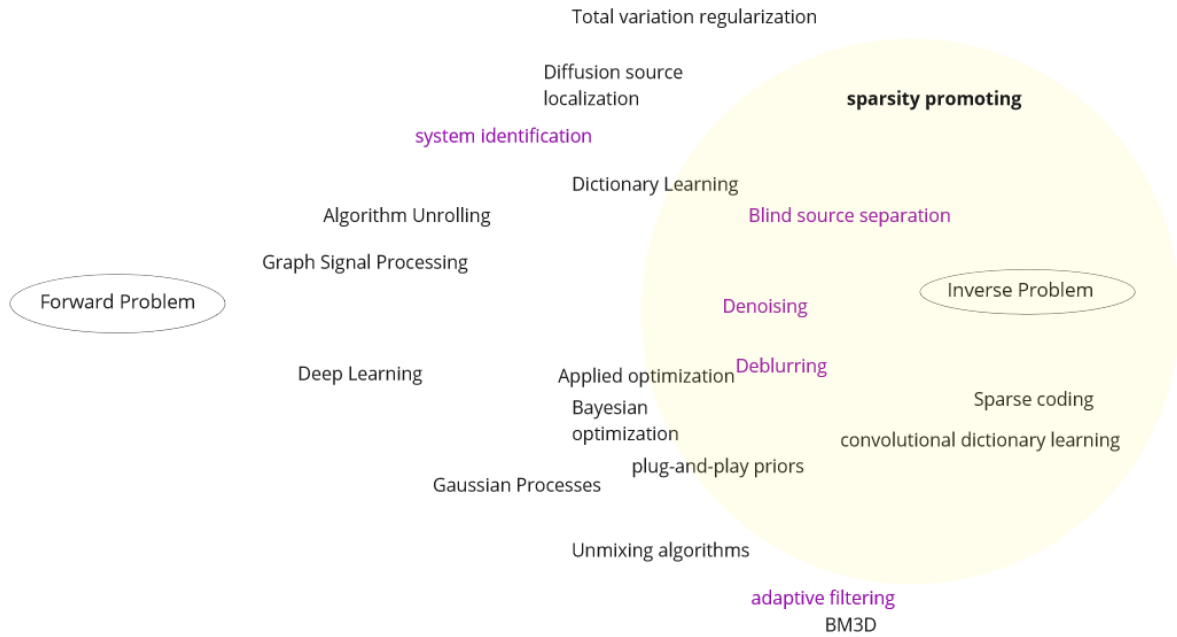 Total variation regularization
Diffusion source
localization
sparsity promoting
system identification
Dictionary Learning
Algorithm Unrolling
Blind source separation
Graph Signal Processing
Forward Problem
Inverse Problem
Denoising
Deep Learning
Applied optimization
Deblurring
Bayesian
optimization
Sparse coding
convolutional dictionary learning
plug-and-play priors
Gaussian Processes
Unmixing algorithms
adaptive filtering
BM3D